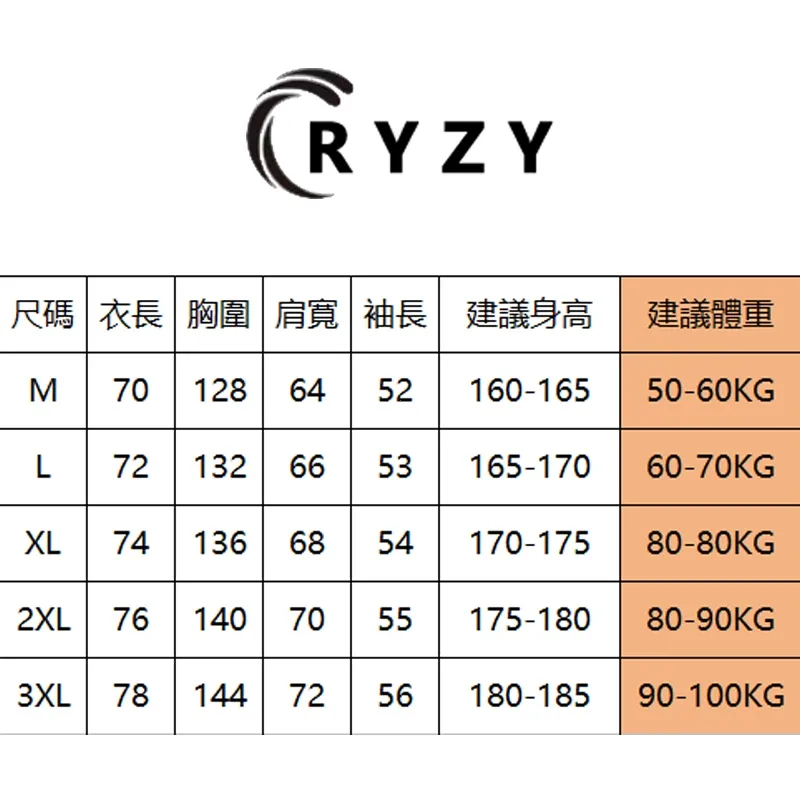 RYZY
尺碼 衣長 胸圍 肩寬 袖長 建議身高 建議體重
M 70 128 64 52 160-165 50-60KG
L 72 132 66 53 165-170 60-70KG
XL 74 136 68 54 170-175 80-80KG
2XL 76 140 70 55 175-180 80-90KG
3XL 78 144 72 56 180-185 90-100KG